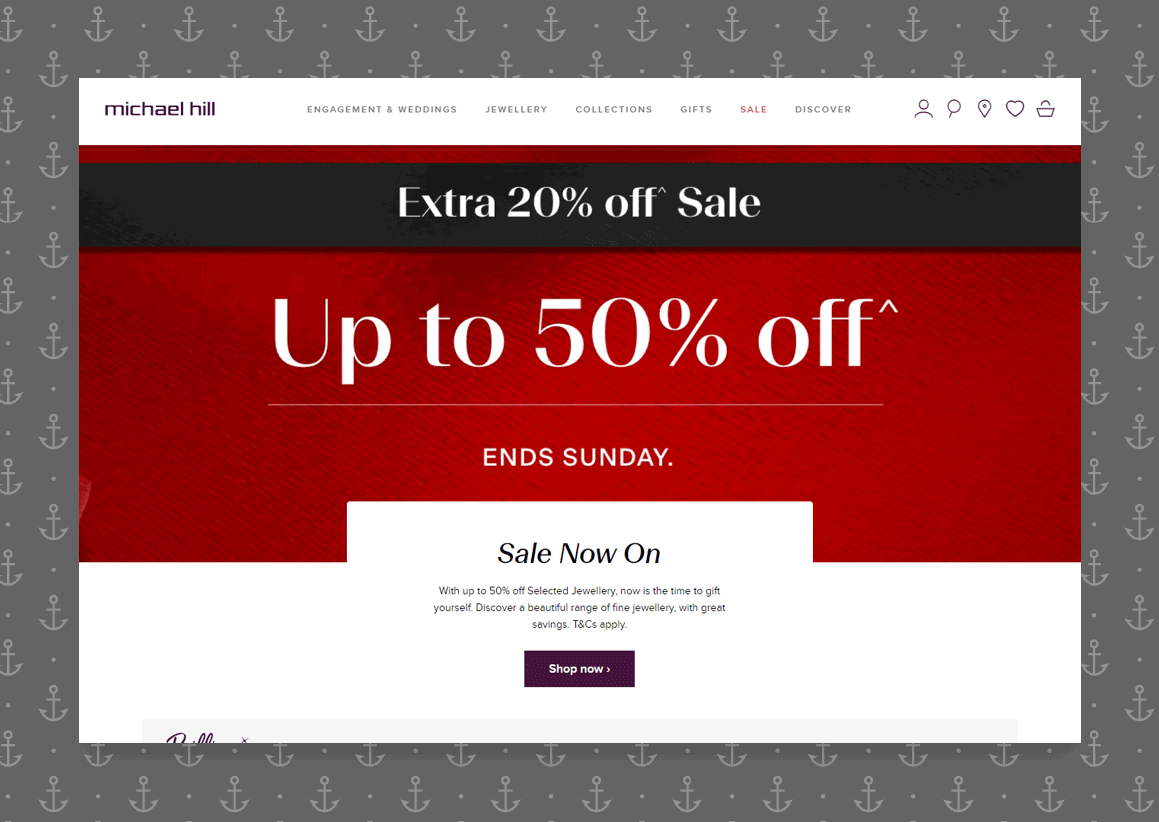 michael hill
ENGAGEMENT & WEDDINGS JEWELLERY COLLECTIONS GIFTS SALE DISCOVER
Extra 20% off^ Sale
Up to 50% off^
ENDS SUNDAY.
Sale Now On
With up to 50% off Selected Jewellery, now is the time to gift
yourself. Discover a beautiful range of fine jewellery, with great
savings. T&Cs apply.
Shop now ›